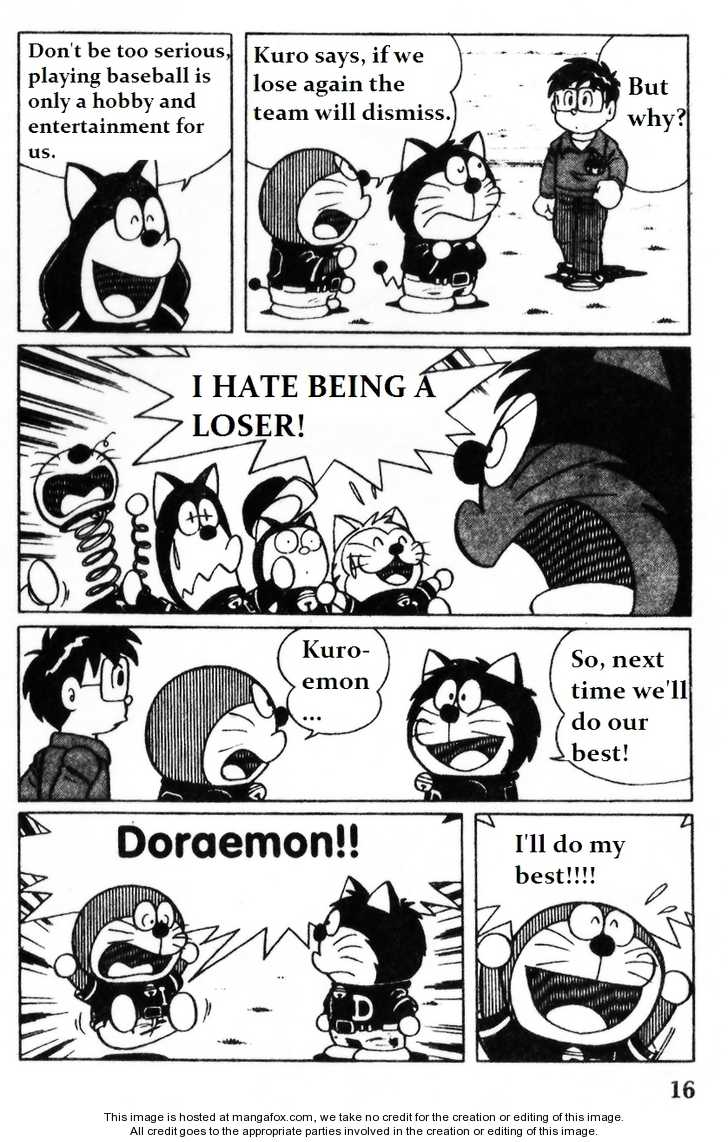 Don't be too serious,
playing baseball is
only a hobby and
entertainment for
us.
Kuro says, if we
lose again the
team will dismiss.
But
why?
I HATE BEING A
LOSER!
Kuro-
emon
...
So, next
time we'll
do our
best!
Doraemon!!
D
I'll do my
best!!!!
16
This image is hosted at mangafox.com, we take no credit for the creation or editing of this image.
All credit goes to the appropriate parties involved in the creation or editing of this image.